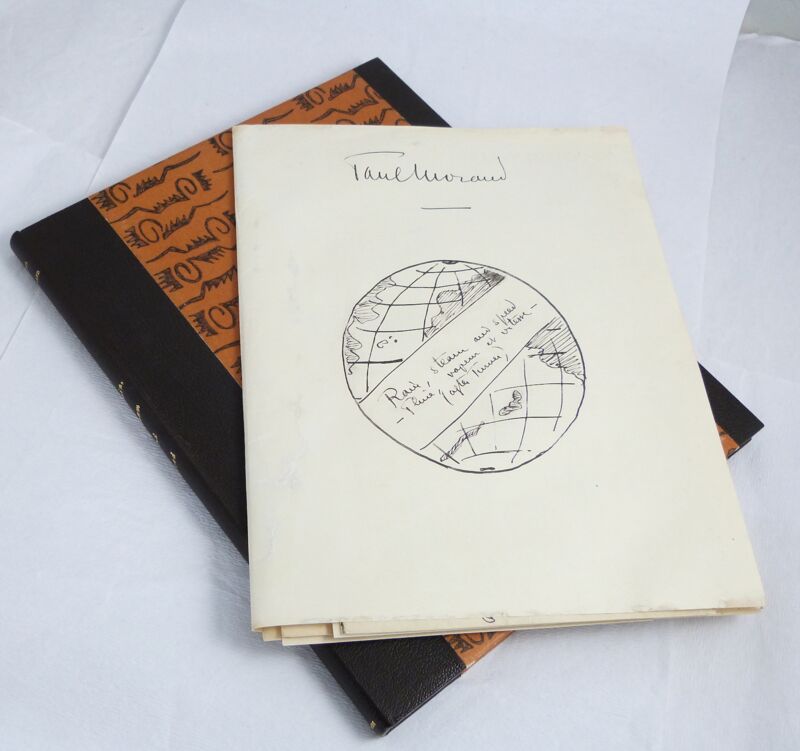 Paul Morand
Rain, steam and speed
- Pluie, vapeur et vitesse -
(after Turner)